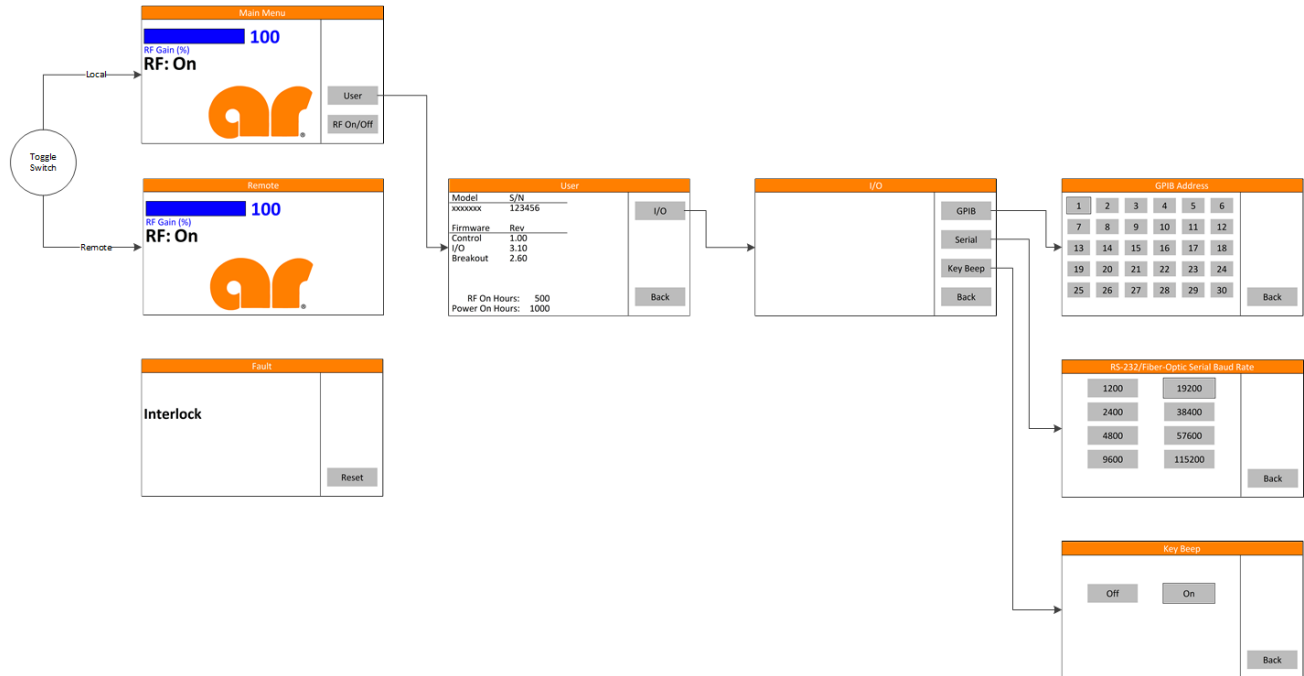 Toggle
Switch
Local
Remote
Main Menu
100
RF Gain (%)
RF: On
ar
®
User
RF On/Off
Remote
100
RF Gain (%)
RF: On
ar
®
Fault
Interlock
Reset
User
Model S/N
xxxxxxx 123456
Firmware Rev
Control 1.00
I/O 3.10
Breakout 2.60
RF On Hours: 500
Power On Hours: 1000
I/O
Back
I/O
GPIB
Serial
Key Beep
Back
GPIB Address
1 2 3 4 5 6
7 8 9 10 11 12
13 14 15 16 17 18
19 20 21 22 23 24
25 26 27 28 29 30
Back
RS-232/Fiber-Optic Serial Baud Rate
1200 19200
2400 38400
4800 57600
9600 115200
Back
Key Beep
Off On
Back